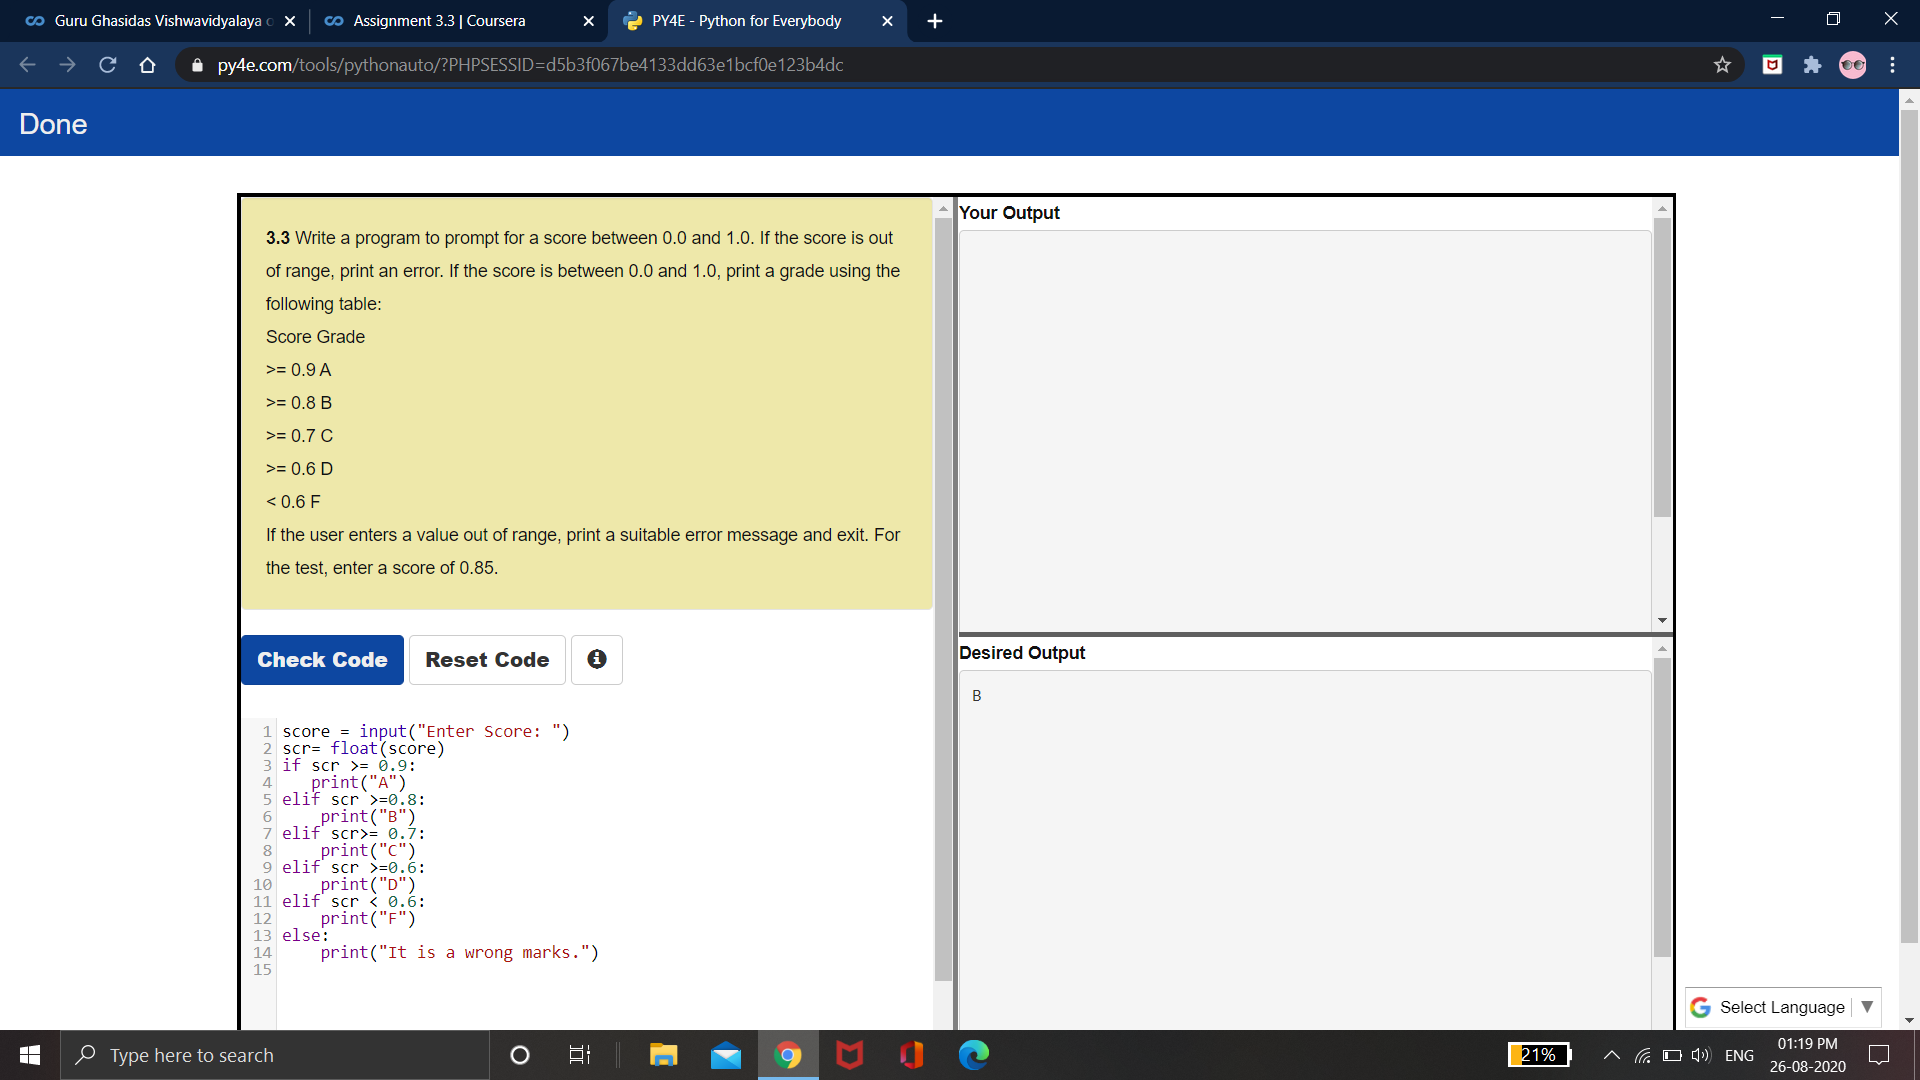 Guru Ghasidas Vishwavidyalaya
Assignment 3.3 | Coursera
PY4E - Python for Everybody
py4e.com/tools/pythonauto/?PHPSESSID=d5b3f067be4133dd63e1bcf0e123b4dc
Done
3.3 Write a program to prompt for a score between 0.0 and 1.0. If the score is out
of range, print an error. If the score is between 0.0 and 1.0, print a grade using the
following table:
Score Grade
>= 0.9 A
>= 0.8 B
>= 0.7 C
>= 0.6 D
< 0.6 F
If the user enters a value out of range, print a suitable error message and exit. For
the test, enter a score of 0.85.
Check Code
Reset Code
1 score = input("Enter Score: ")
2 scr= float(score)
3 if scr >= 0.9:
4    print("A")
5 elif scr >=0.8:
6     print("B")
7 elif scr>= 0.7:
8     print("C")
9 elif scr >=0.6:
10     print("D")
11 elif scr < 0.6:
12     print("F")
13 else:
14     print("It is a wrong marks.")
15
Your Output
Desired Output
B
Select Language
Type here to search
21%
ENG
01:19 PM
26-08-2020